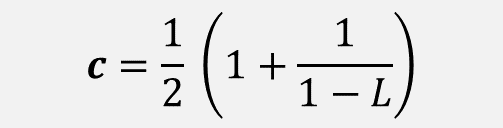 c = 1/2 (1 + 1/(1 − L))